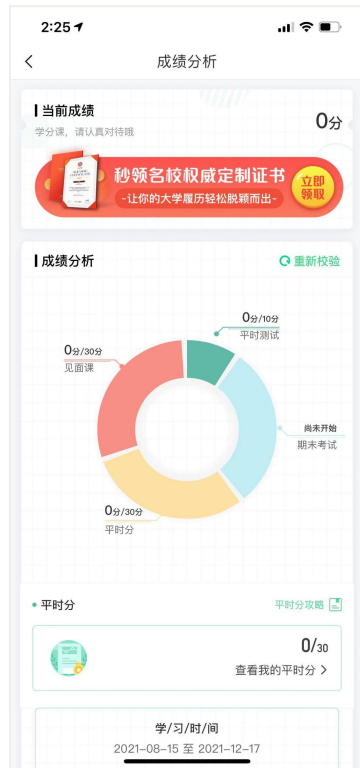 2:25
成绩分析
当前成绩
学分课，请认真对待哦
0分
秒领名校权威定制证书
-让你的大学履历轻松脱颖而出-
立即
领取
成绩分析
重新校验
0分/10分
平时测试
0分/30分
见面课
尚未开始
期末考试
0分/30分
平时分
平时分
平时分攻略
0/30
查看我的平时分
学/习/时/间
2021-08-15 至 2021-12-17